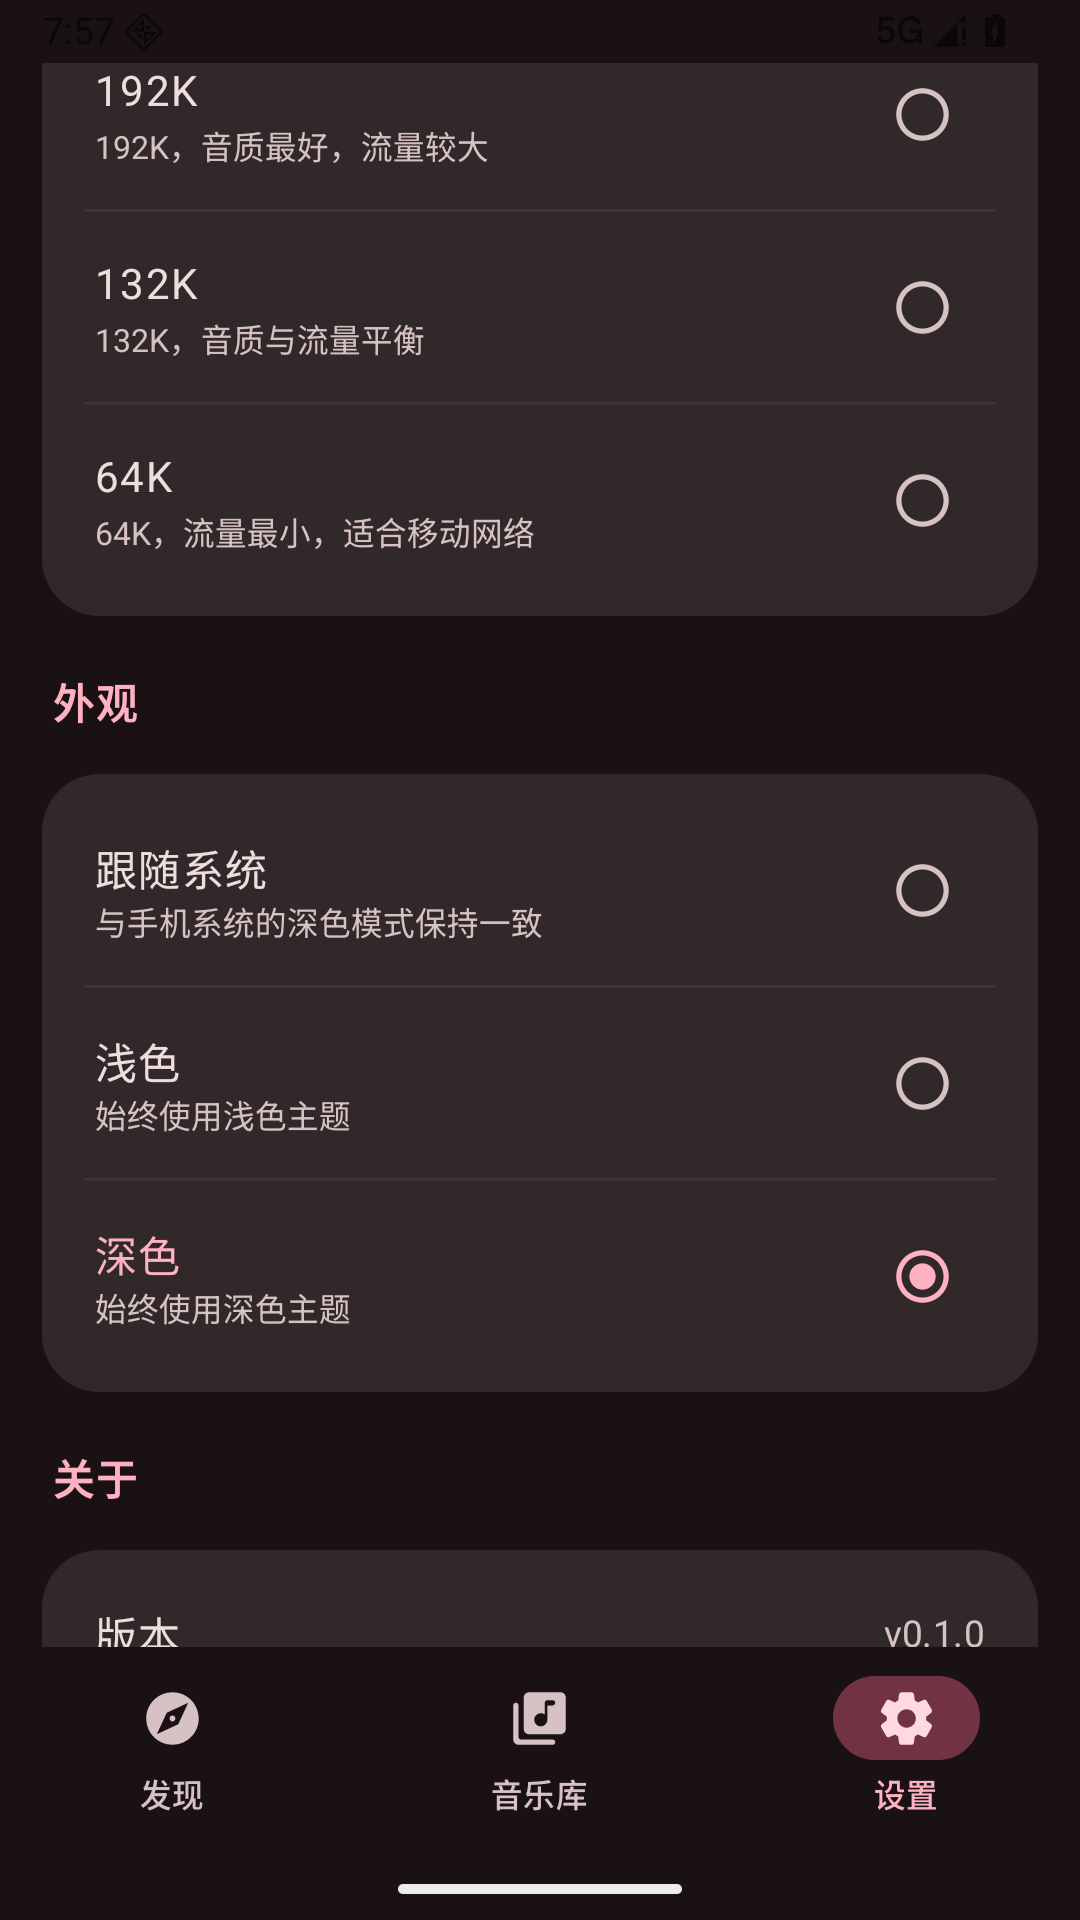 7:57
5G
192K
192K，音质最好，流量较大
132K
132K，音质与流量平衡
64K
64K，流量最小，适合移动网络
外观
跟随系统
与手机系统的深色模式保持一致
浅色
始终使用浅色主题
深色
始终使用深色主题
关于
版本
v0.1.0
发现
音乐库
设置